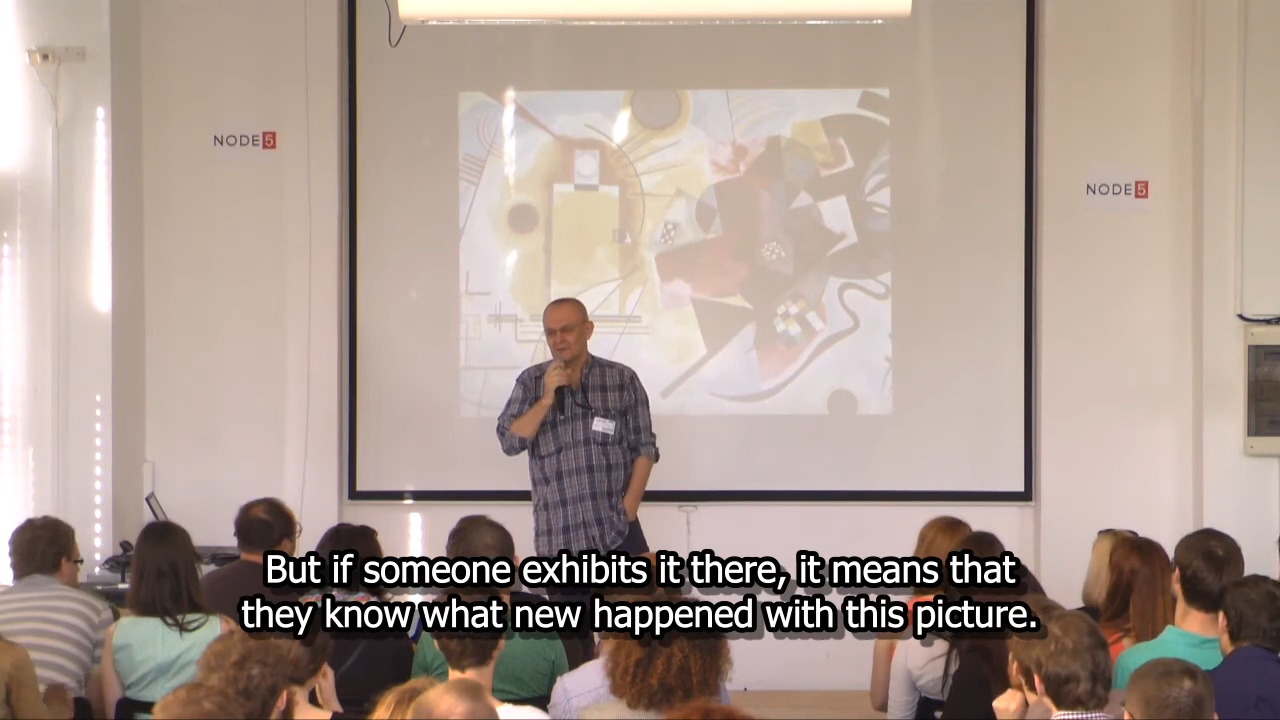 NODE5
NODE5
But if someone exhibits it there, it means that
they know what new happened with this picture.